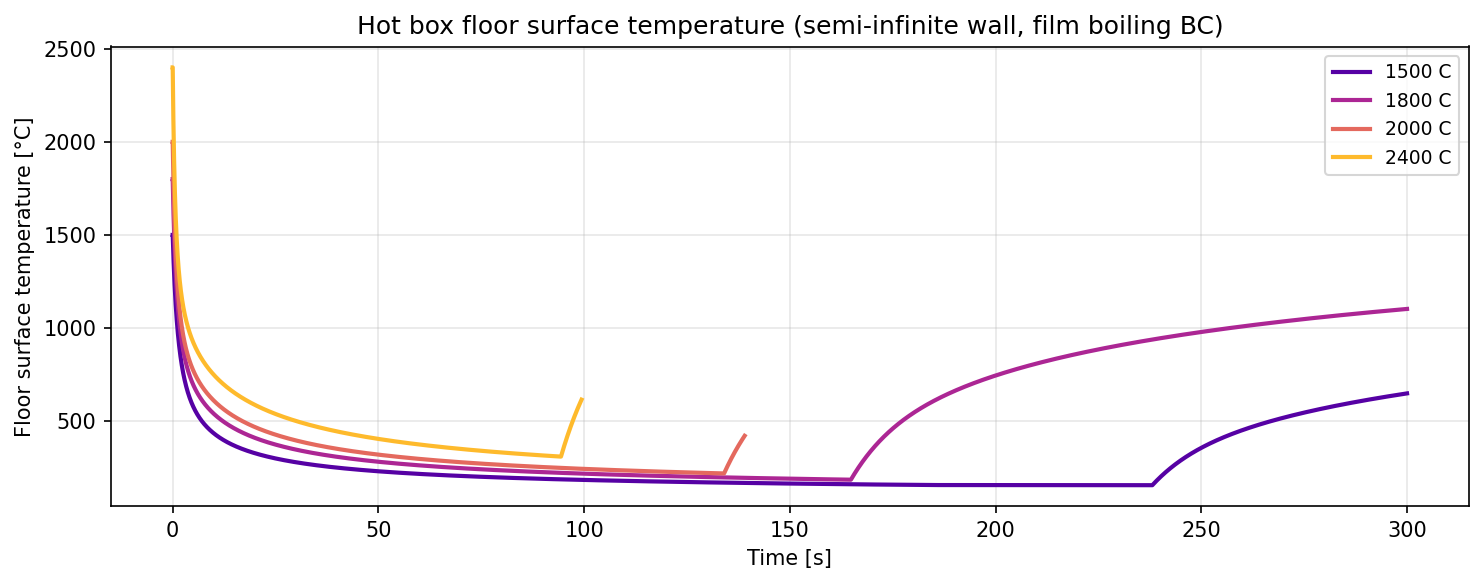 Hot box floor surface temperature (semi-infinite wall, film boiling BC)
Floor surface temperature [°C]
2500
2000
1500
1000
500
1500 C
1800 C
2000 C
2400 C
0
50
100
150
200
250
300
Time [s]